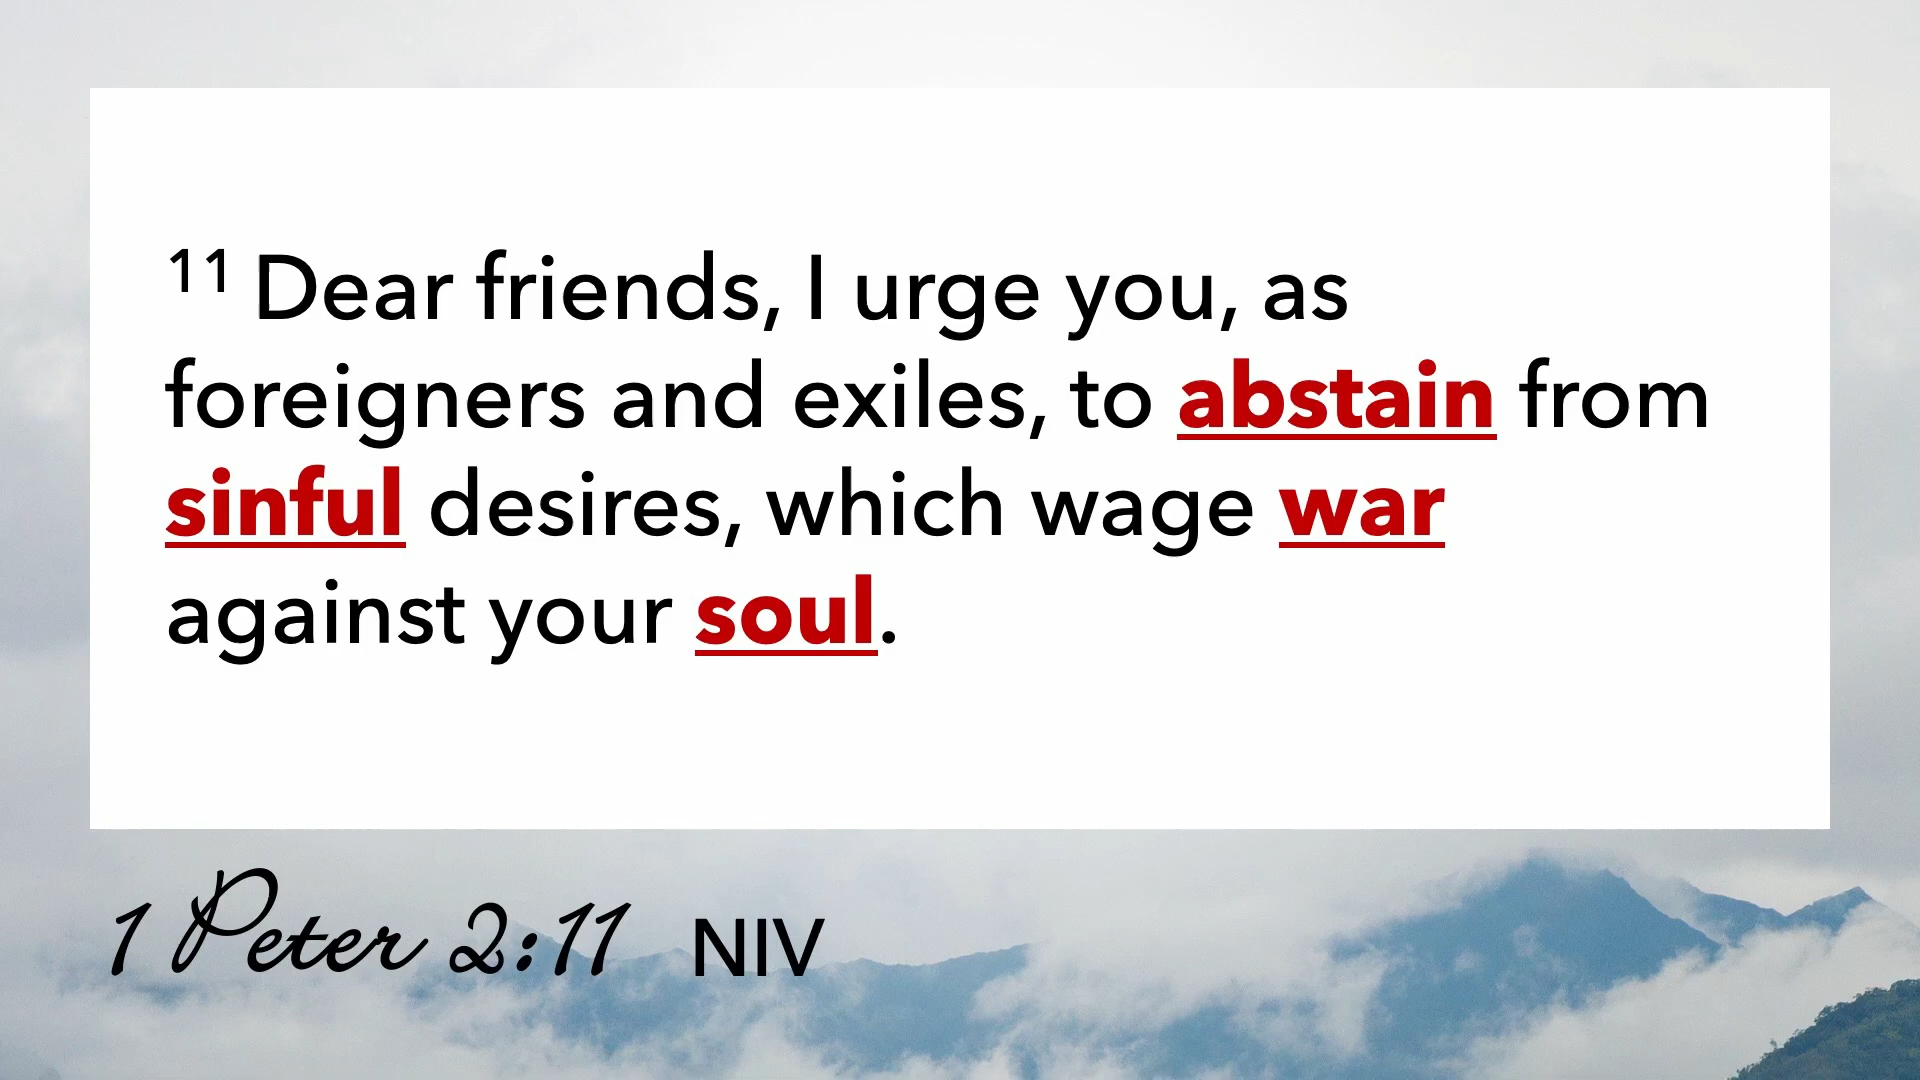 11 Dear friends, I urge you, as
foreigners and exiles, to abstain from
sinful desires, which wage war
against your soul.
1 Peter 2:11 NIV